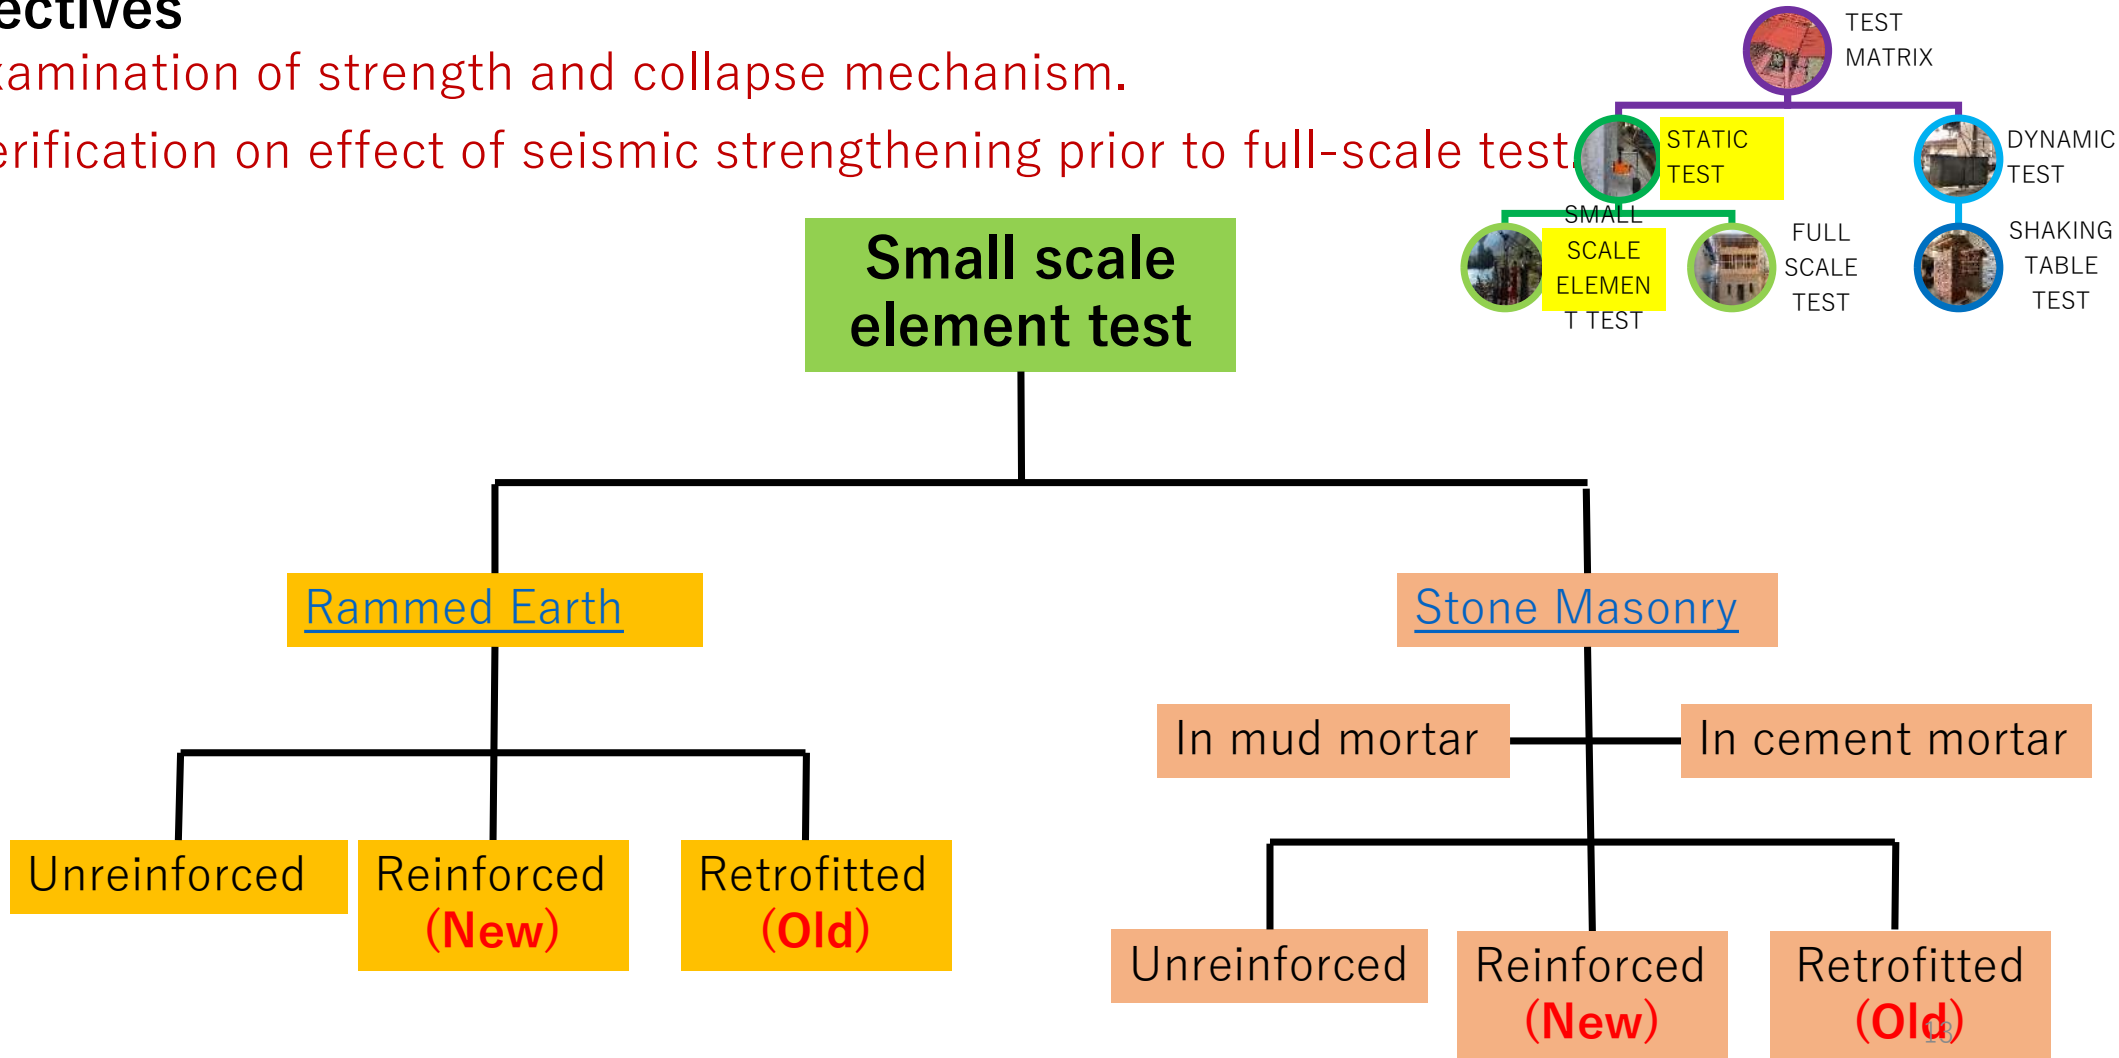 ectives
xamination of strength and collapse mechanism.
erification on effect of seismic strengthening prior to full-scale test.
TEST
MATRIX
STATIC
TEST
DYNAMIC
TEST
SMALL
SCALE
ELEMEN
T TEST
FULL
SCALE
TEST
SHAKING
TABLE
TEST
Small scale
element test
Rammed Earth
Stone Masonry
In mud mortar
In cement mortar
Unreinforced
Reinforced
(New)
Retrofitted
(Old)
Unreinforced
Reinforced
(New)
Retrofitted
(Old)
13